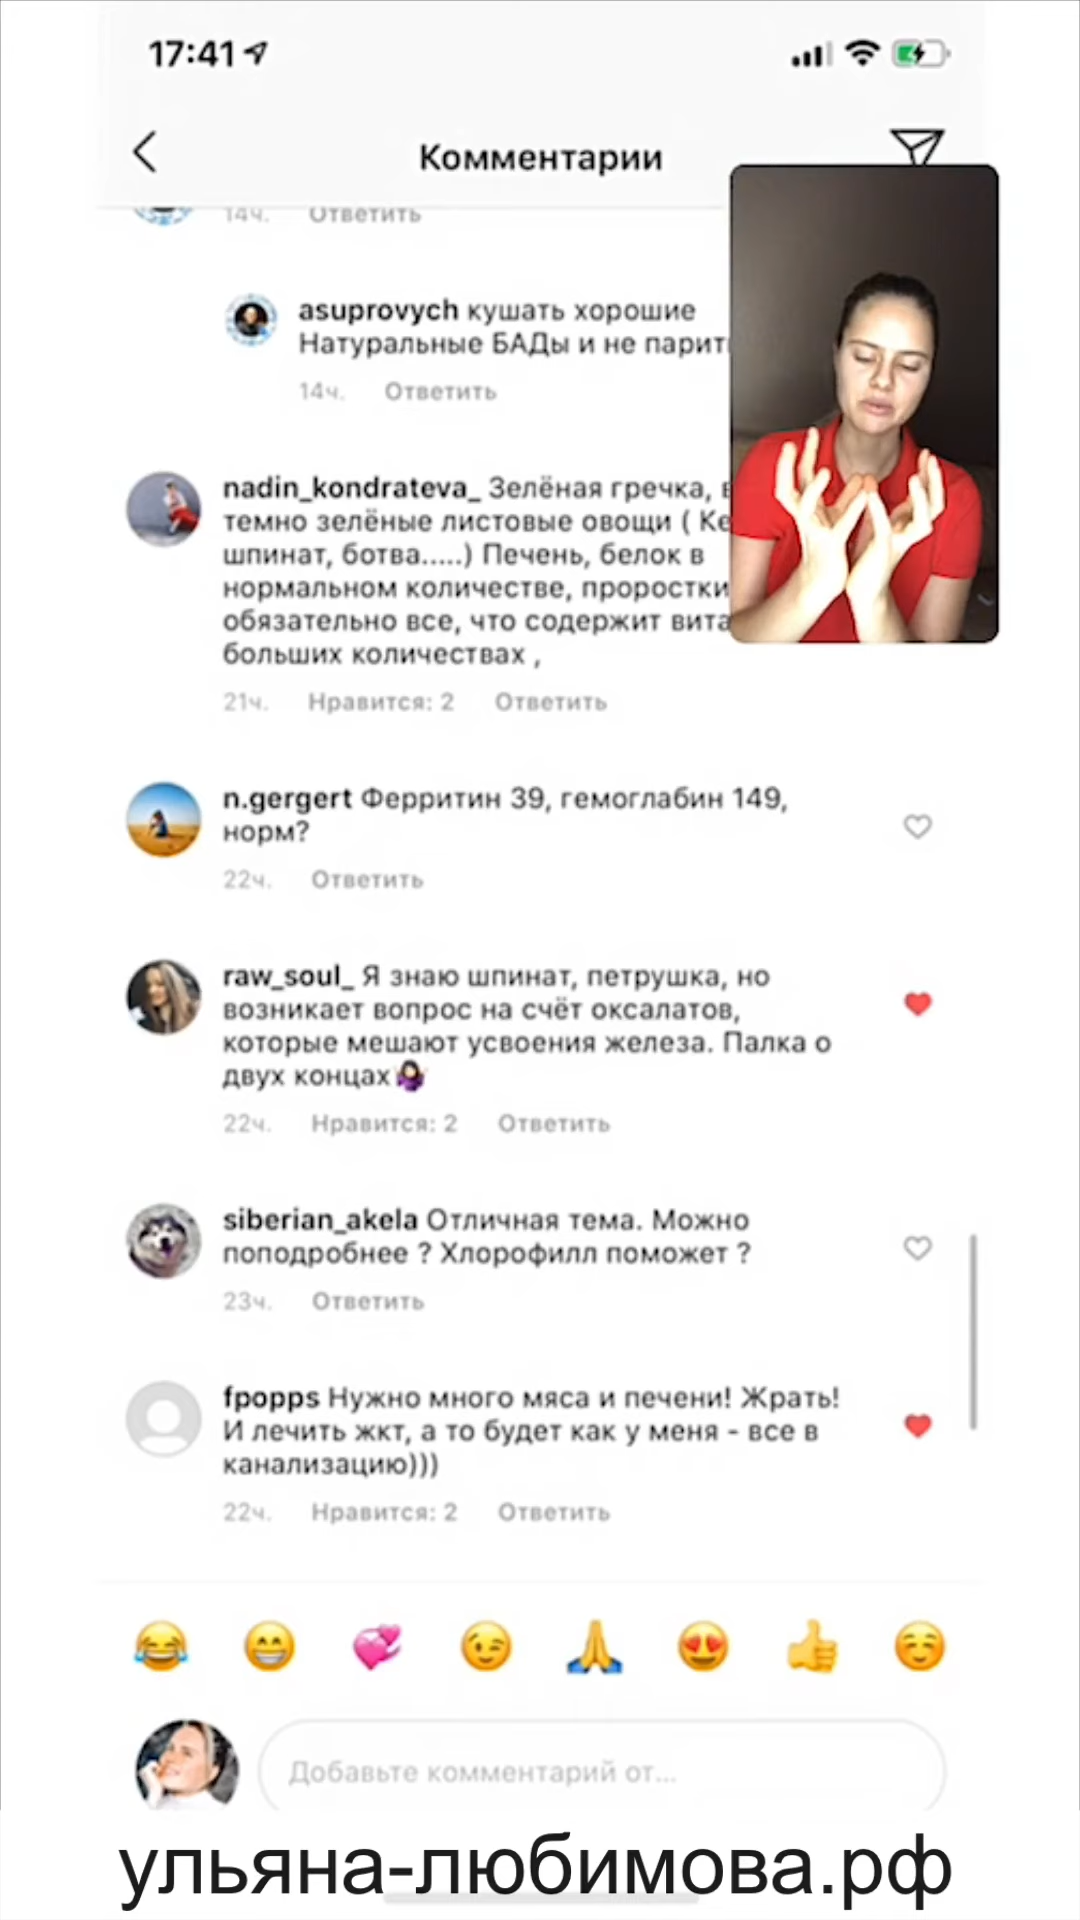 17:41
Комментарии
14ч. Ответить
asuprovych кушать хорошие
Натуральные БАДы и не парит
14ч. Ответить
nadin_kondrateva_ Зелёная гречка,
темно зелёные листовые овощи ( Ке
шпинат, ботва.....) Печень, белок в
нормальном количестве, проростки
обязательно все, что содержит вита
больших количествах ,
21ч. Нравится: 2 Ответить
n.gergert Ферритин 39, гемоглабин 149,
норм?
22ч. Ответить
raw_soul_ Я знаю шпинат, петрушка, но
возникает вопрос на счёт оксалатов,
которые мешают усвоения железа. Палка о
двух концах
22ч. Нравится: 2 Ответить
siberian_akela Отличная тема. Можно
поподробнее ? Хлорофилл поможет ?
23ч. Ответить
fpopps Нужно много мяса и печени! Жрать!
И лечить жкт, а то будет как у меня - все в
канализацию)))
22ч. Нравится: 2 Ответить
Добавьте комментарий от...
ульяна-любимова.рф